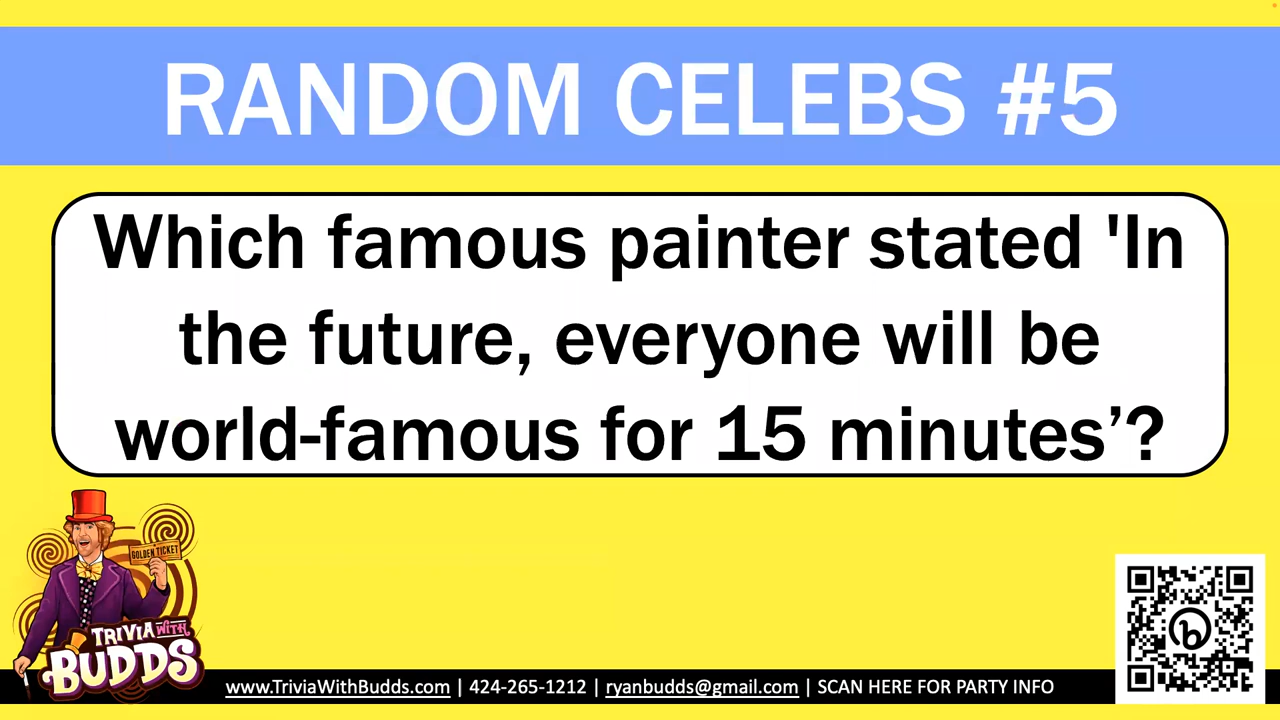 RANDOM CELEBS #5
Which famous painter stated 'In
the future, everyone will be
world-famous for 15 minutes’?
GOLDEN TICKET
TRIVIA WITH
BUDDS
www.TriviaWithBudds.com | 424-265-1212 | ryanbudds@gmail.com | SCAN HERE FOR PARTY INFO
b